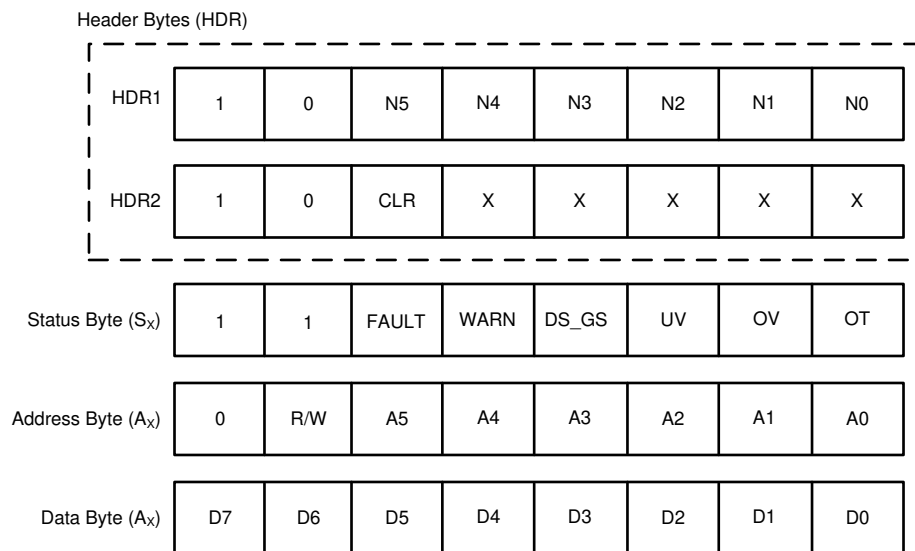 Header Bytes (HDR)
HDR1 1 0 N5 N4 N3 N2 N1 N0
HDR2 1 0 CLR X X X X X
Status Byte (SX) 1 1 FAULT WARN DS_GS UV OV OT
Address Byte (AX) 0 R/W A5 A4 A3 A2 A1 A0
Data Byte (AX) D7 D6 D5 D4 D3 D2 D1 D0